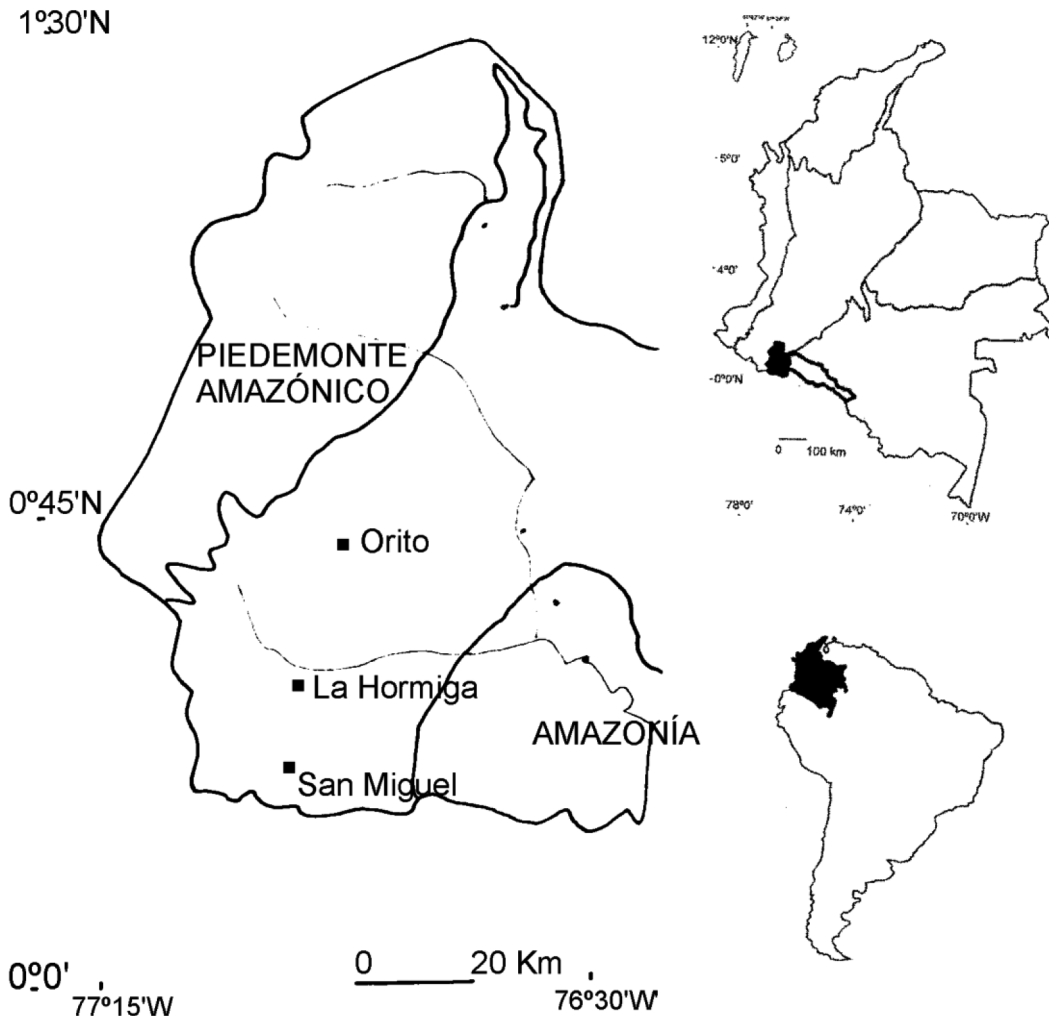 1º30'N
PIEDEMONTE
AMAZÓNICO
0º45'N
Orito
La Hormiga
San Miguel
AMAZONÍA
0º0'
0 20 Km
77º15'W
76º30'W
12º0'N
5º0'
4º0'
0º0'N
0 100 km
78º0'
74º0'
70º0'W